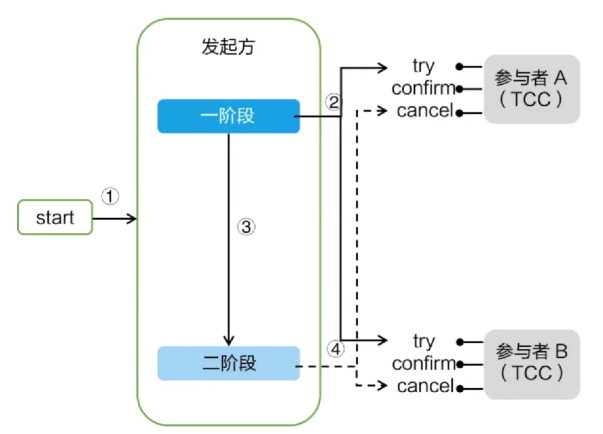 发起方
一阶段
②
try
confirm
cancel
参与者 A
（TCC）
①
start
③
④
二阶段
try
confirm
cancel
参与者 B
（TCC）